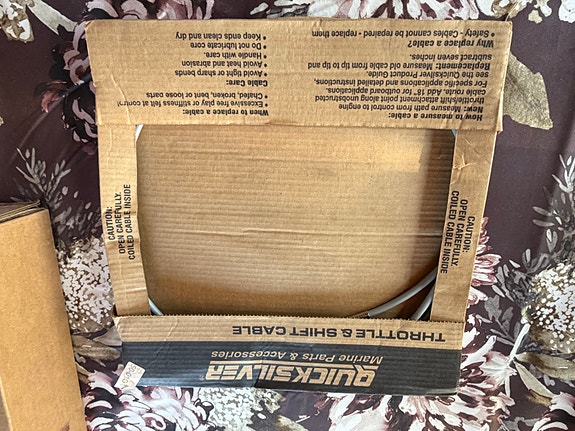 QUICKSILVER
Marine Parts & Accessories
THROTTLE & SHIFT CABLE
CAUTION:
OPEN CAREFULLY.
COILED CABLE INSIDE
CAUTION:
OPEN CAREFULLY.
COILED CABLE INSIDE
How to measure a cable:
New: Measure path from control to engine
throttle/shift attachment point along unobstructed
cable route. Add 18" for outboard applications.
For specific applications and detailed instructions,
see the Quicksilver Product Guide.
Replacement: Measure old cable from tip to tip and
subtract seven inches.
Why replace a cable?
• Safety - Cables cannot be repaired - replace them
When to replace a cable:
• Excessive free play or stiffness felt at control
• Chafed, broken, bent or loose parts
Cable Care:
• Avoid tight or sharp bends
• Avoid heat and abrasion
• Handle with care.
• Do not lubricate core
• Keep ends clean and dry